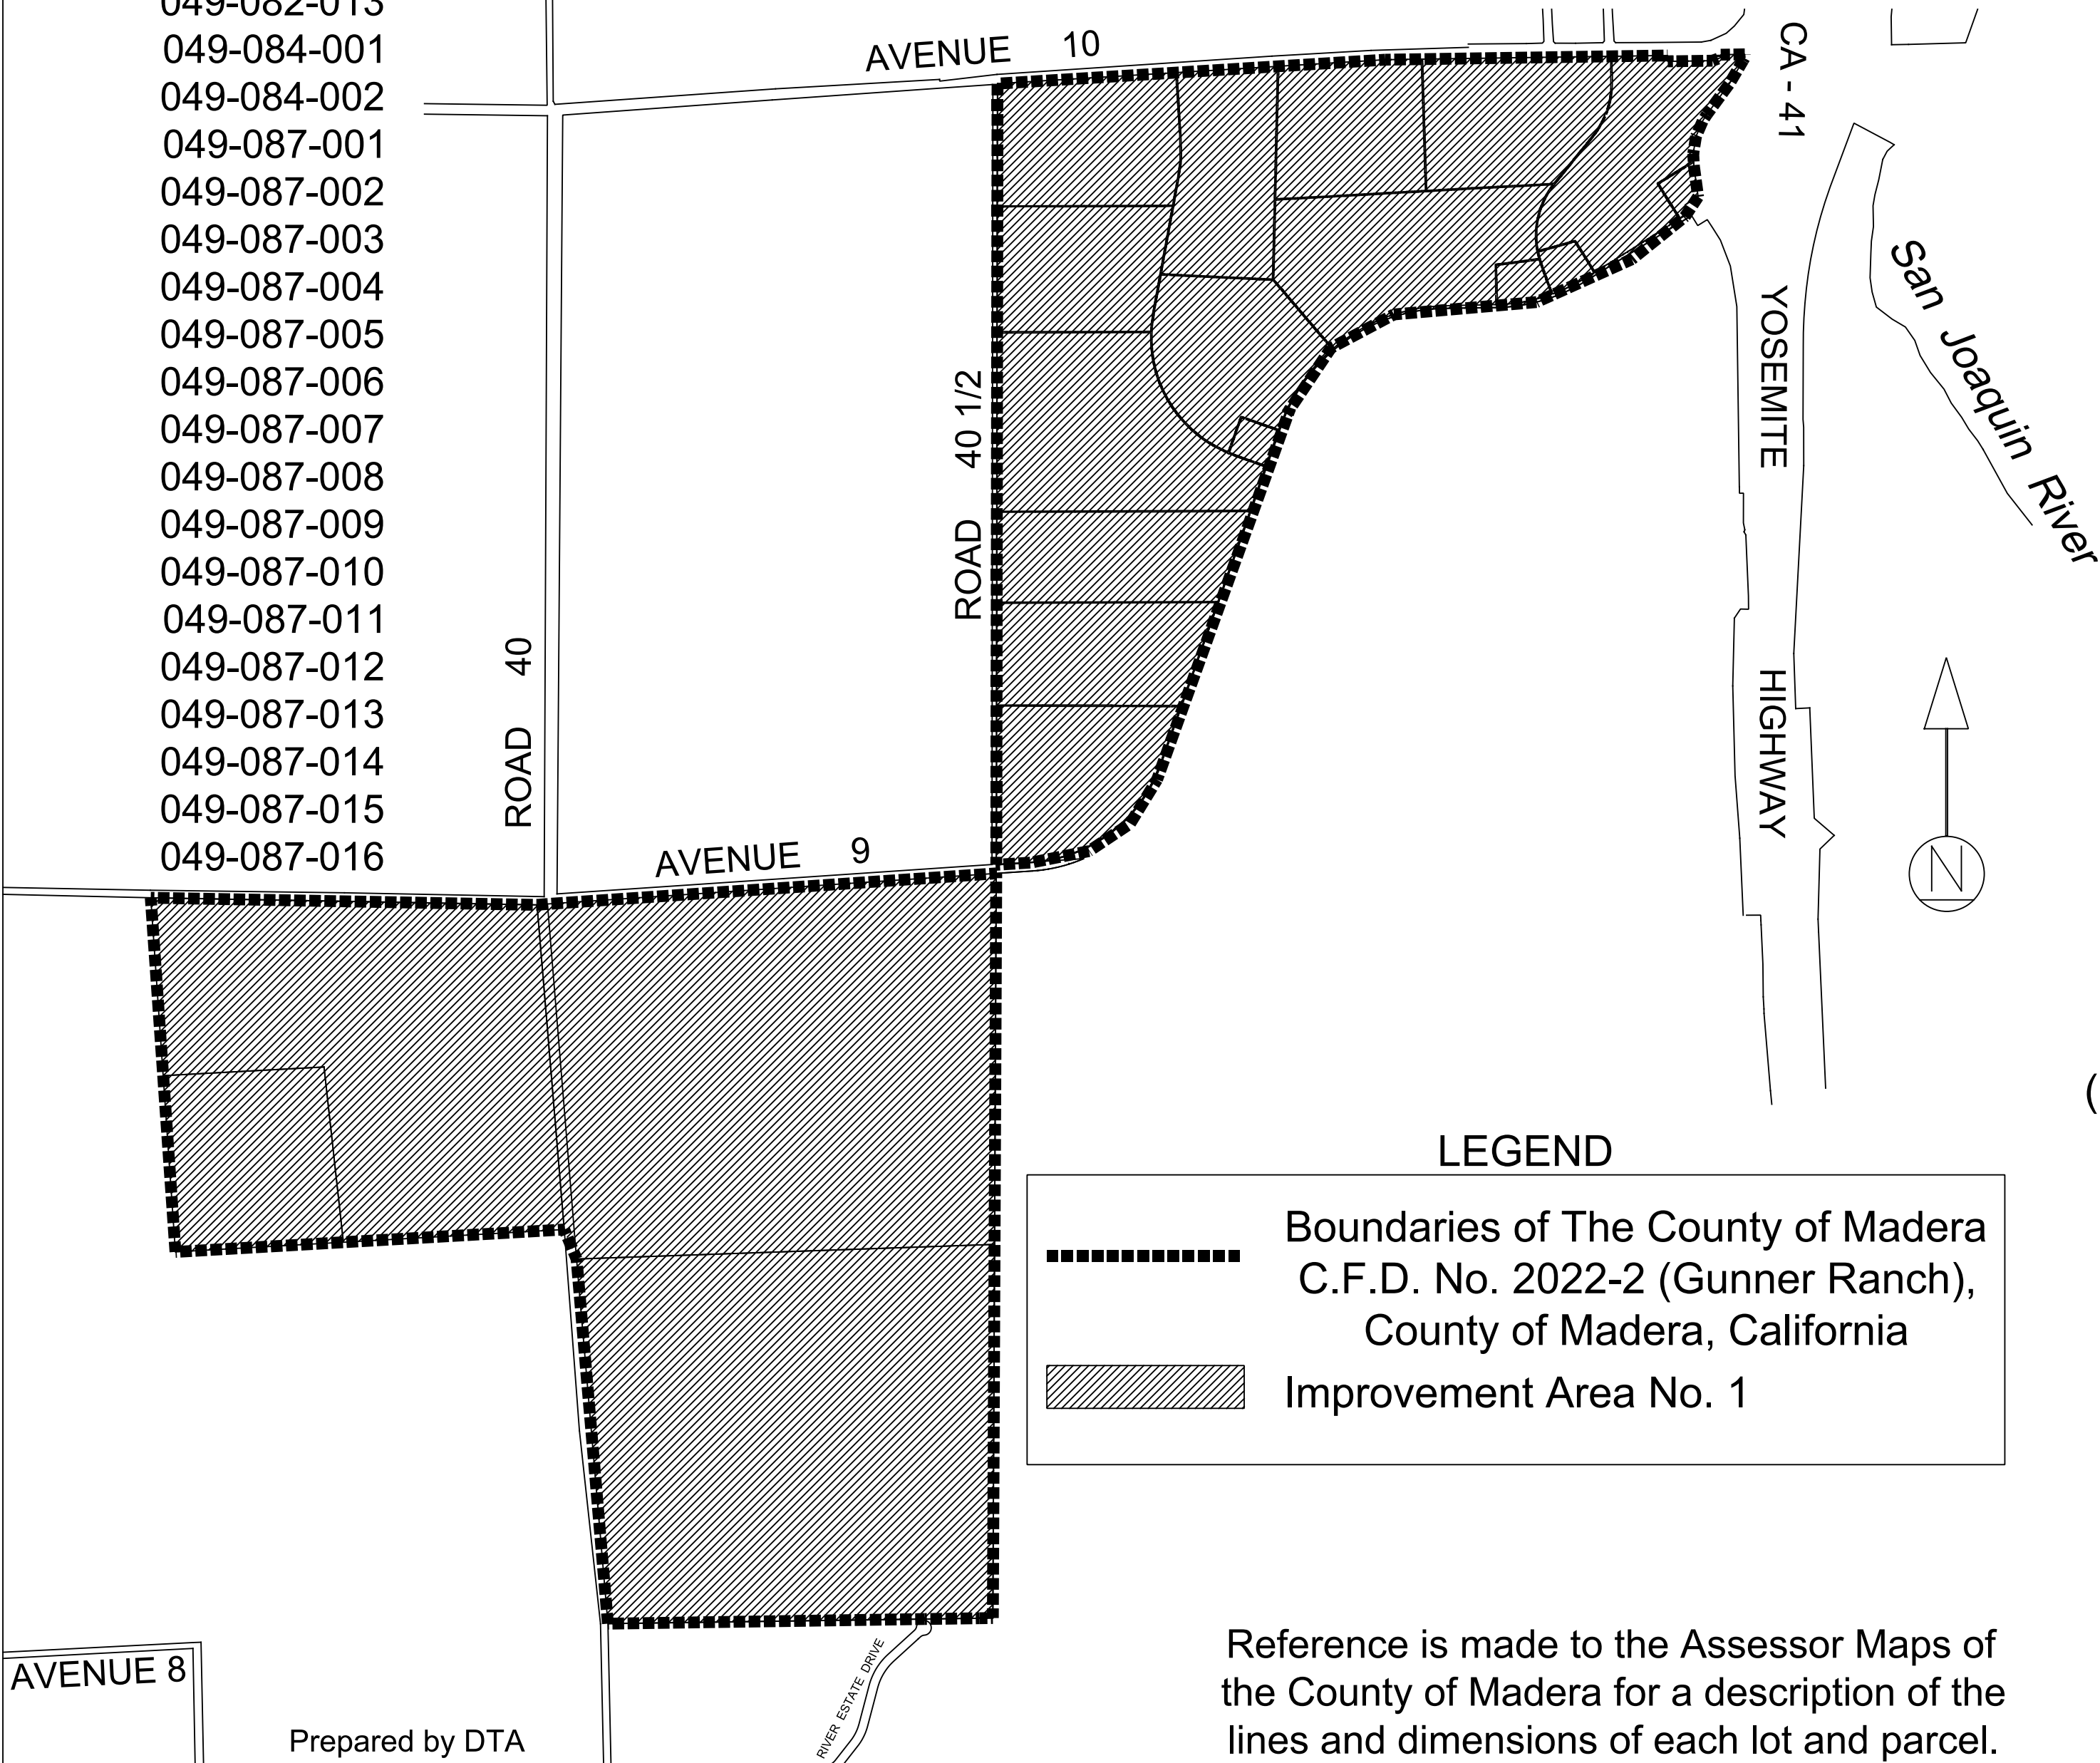 049-082-013
049-084-001
049-084-002
049-087-001
049-087-002
049-087-003
049-087-004
049-087-005
049-087-006
049-087-007
049-087-008
049-087-009
049-087-010
049-087-011
049-087-012
049-087-013
049-087-014
049-087-015
049-087-016
AVENUE 10
CA - 41
YOSEMITE HIGHWAY
San Joaquin River
ROAD 40 1/2
ROAD 40
AVENUE 9
N
(
LEGEND
Boundaries of The County of Madera
C.F.D. No. 2022-2 (Gunner Ranch),
County of Madera, California
Improvement Area No. 1
AVENUE 8
RIVER ESTATE DRIVE
Prepared by DTA
Reference is made to the Assessor Maps of
the County of Madera for a description of the
lines and dimensions of each lot and parcel.